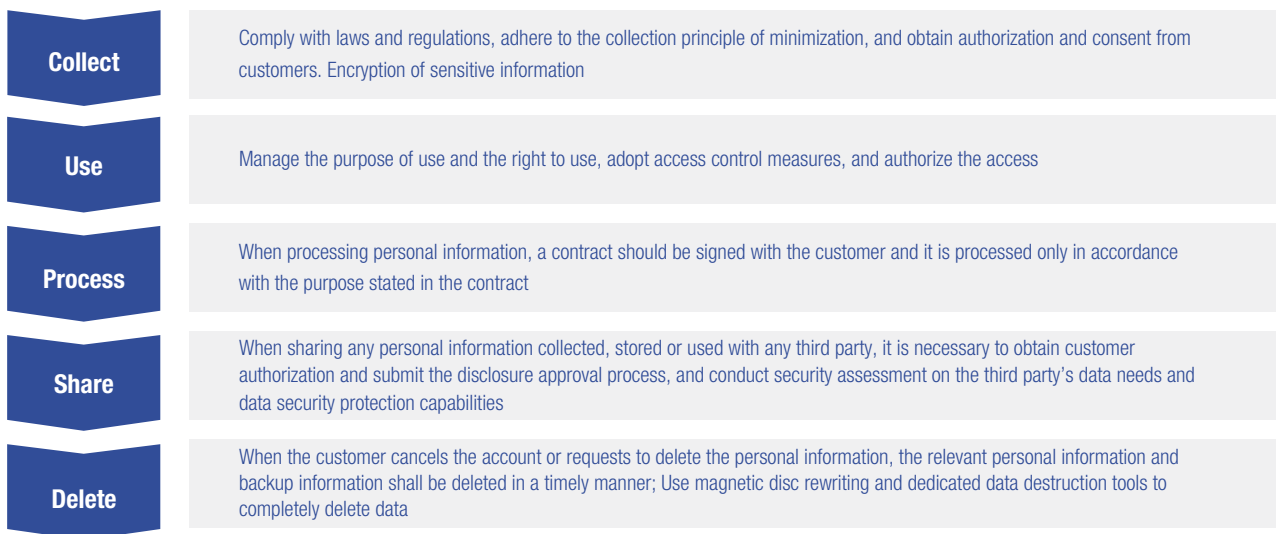 Collect
Comply with laws and regulations, adhere to the collection principle of minimization, and obtain authorization and consent from
customers. Encryption of sensitive information
Use
Manage the purpose of use and the right to use, adopt access control measures, and authorize the access
Process
When processing personal information, a contract should be signed with the customer and it is processed only in accordance
with the purpose stated in the contract
Share
When sharing any personal information collected, stored or used with any third party, it is necessary to obtain customer
authorization and submit the disclosure approval process, and conduct security assessment on the third party’s data needs and
data security protection capabilities
Delete
When the customer cancels the account or requests to delete the personal information, the relevant personal information and
backup information shall be deleted in a timely manner; Use magnetic disc rewriting and dedicated data destruction tools to
completely delete data